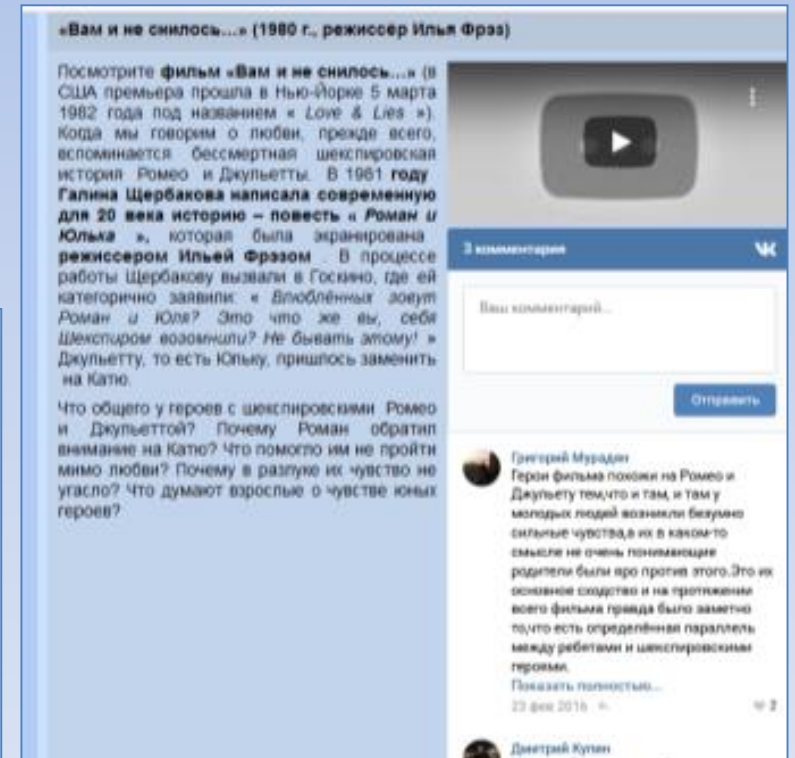 «Вам и не снилось...» (1980 г., режиссёр Илья Фрэз)
Посмотрите фильм «Вам и не снилось...» (в
США премьера прошла в Нью-Йорке 5 марта
1982 года под названием « Love & Lies »).
Когда мы говорим о любви, прежде всего,
вспоминается бессмертная шекспировская
история Ромео и Джульетты. В 1981 году
Галина Щербакова написала современную
для 20 века историю – повесть « Роман и
Юлька », которая была экранирована
режиссером Ильей Фрэзом . В процессе
работы Щербакову вызвали в Госкино, где ей
категорично заявили: « Влюблённых зовут
Роман и Юля? Это что же вы, себя
Шекспиром возомнили? Не бывать этому! »
Джульетту, то есть Юльку, пришлось заменить
на Катю.
Что общего у героев с шекспировскими Ромео
и Джульеттой? Почему Роман обратил
внимание на Катю? Что помогло им не пройти
мимо любви? Почему в разлуке их чувство не
угасло? Что думают взрослые о чувстве юных
героев?
3 комментария
Ваш комментарий...
Отправить
Григорий Мурадян
Герои фильма похожи на Ромео и
Джульету тем,что и там, и там у
молодых людей возникли безумно
сильные чувства,а их в каком-то
смысле не очень понимающие
родители были яро против этого.Это их
основное сходство и на протяжении
всего фильма правда было заметно
то,что есть определённая параллель
между ребетами и шекспировскими
героями.
Показать полностью...
23 фев 2016
2
Дмитрий Купин